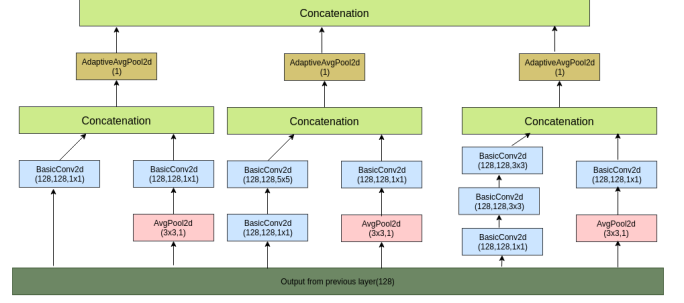 Concatenation
AdaptiveAvgPool2d
(1)
AdaptiveAvgPool2d
(1)
AdaptiveAvgPool2d
(1)
Concatenation
Concatenation
Concatenation
BasicConv2d
(128,128,1x1)
BasicConv2d
(128,128,1x1)
BasicConv2d
(128,128,5x5)
BasicConv2d
(128,128,1x1)
BasicConv2d
(128,128,3x3)
BasicConv2d
(128,128,1x1)
BasicConv2d
(128,128,3x3)
AvgPool2d
(3x3,1)
BasicConv2d
(128,128,1x1)
AvgPool2d
(3x3,1)
BasicConv2d
(128,128,1x1)
AvgPool2d
(3x3,1)
Output from previous layer(128)